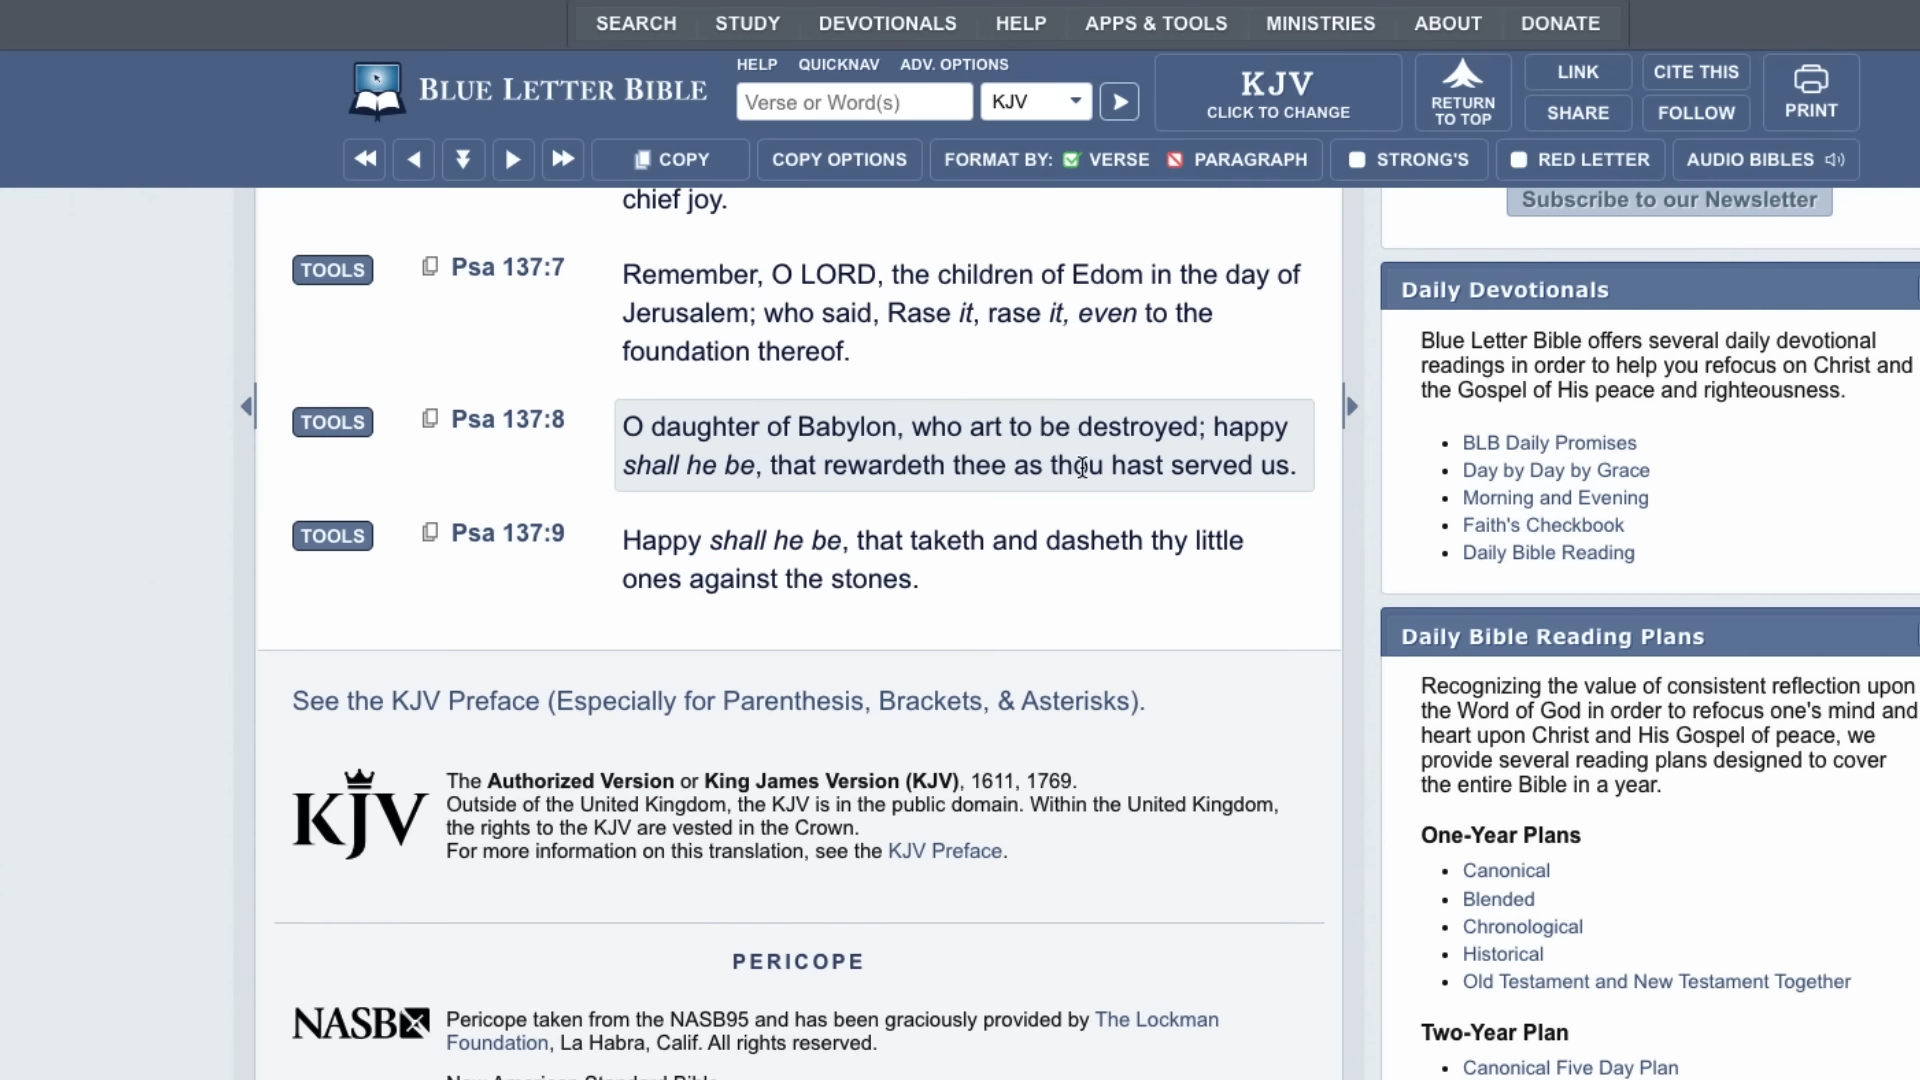 SEARCH STUDY DEVOTIONALS HELP APPS & TOOLS MINISTRIES ABOUT DONATE
BLUE LETTER BIBLE
HELP QUICKNAV ADV. OPTIONS
Verse or Word(s) KJV
KJV
CLICK TO CHANGE
RETURN
TO TOP
LINK CITE THIS
SHARE FOLLOW
PRINT
COPY COPY OPTIONS FORMAT BY: VERSE PARAGRAPH STRONG'S RED LETTER AUDIO BIBLES
chief joy.
TOOLS Psa 137:7 Remember, O LORD, the children of Edom in the day of
Jerusalem; who said, Rase it, rase it, even to the
foundation thereof.
TOOLS Psa 137:8 O daughter of Babylon, who art to be destroyed; happy
shall he be, that rewardeth thee as thou hast served us.
TOOLS Psa 137:9 Happy shall he be, that taketh and dasheth thy little
ones against the stones.
See the KJV Preface (Especially for Parenthesis, Brackets, & Asterisks).
KJV
The Authorized Version or King James Version (KJV), 1611, 1769.
Outside of the United Kingdom, the KJV is in the public domain. Within the United Kingdom,
the rights to the KJV are vested in the Crown.
For more information on this translation, see the KJV Preface.
PERICOPE
NASB
Pericope taken from the NASB95 and has been graciously provided by The Lockman
Foundation, La Habra, Calif. All rights reserved.
New American Standard Bible
Subscribe to our Newsletter
Daily Devotionals
Blue Letter Bible offers several daily devotional
readings in order to help you refocus on Christ and
the Gospel of His peace and righteousness.
BLB Daily Promises
Day by Day by Grace
Morning and Evening
Faith's Checkbook
Daily Bible Reading
Daily Bible Reading Plans
Recognizing the value of consistent reflection upon
the Word of God in order to refocus one's mind and
heart upon Christ and His Gospel of peace, we
provide several reading plans designed to cover
the entire Bible in a year.
One-Year Plans
Canonical
Blended
Chronological
Historical
Old Testament and New Testament Together
Two-Year Plan
Canonical Five Day Plan